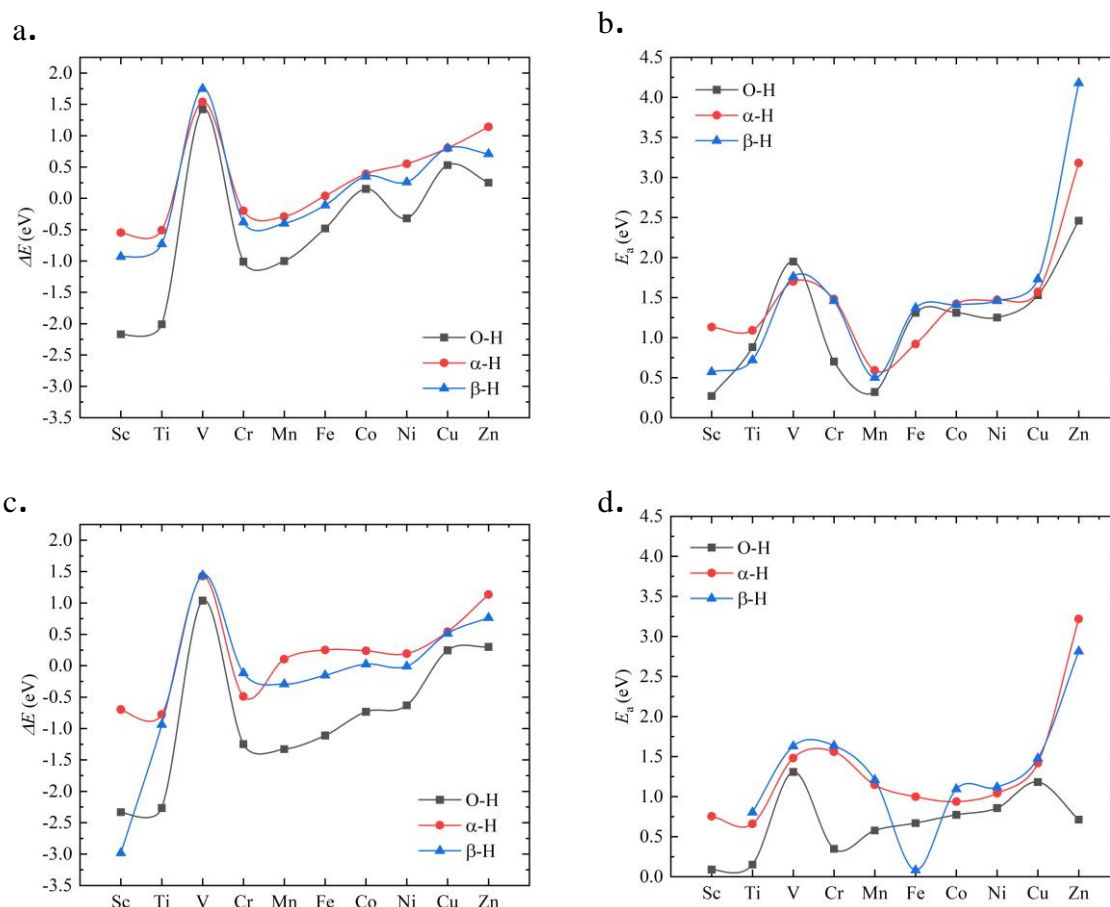 a.
2.0
1.5
1.0
0.5
0.0
-0.5
-1.0
-1.5
-2.0
-2.5
-3.0
-3.5
ΔE (eV)
O-H
α-H
β-H
Sc Ti V Cr Mn Fe Co Ni Cu Zn
b.
4.5
4.0
3.5
3.0
2.5
2.0
1.5
1.0
0.5
0.0
Ea (eV)
O-H
α-H
β-H
Sc Ti V Cr Mn Fe Co Ni Cu Zn
c.
2.0
1.5
1.0
0.5
0.0
-0.5
-1.0
-1.5
-2.0
-2.5
-3.0
-3.5
ΔE (eV)
O-H
α-H
β-H
Sc Ti V Cr Mn Fe Co Ni Cu Zn
d.
4.5
4.0
3.5
3.0
2.5
2.0
1.5
1.0
0.5
0.0
Ea (eV)
O-H
α-H
β-H
Sc Ti V Cr Mn Fe Co Ni Cu Zn